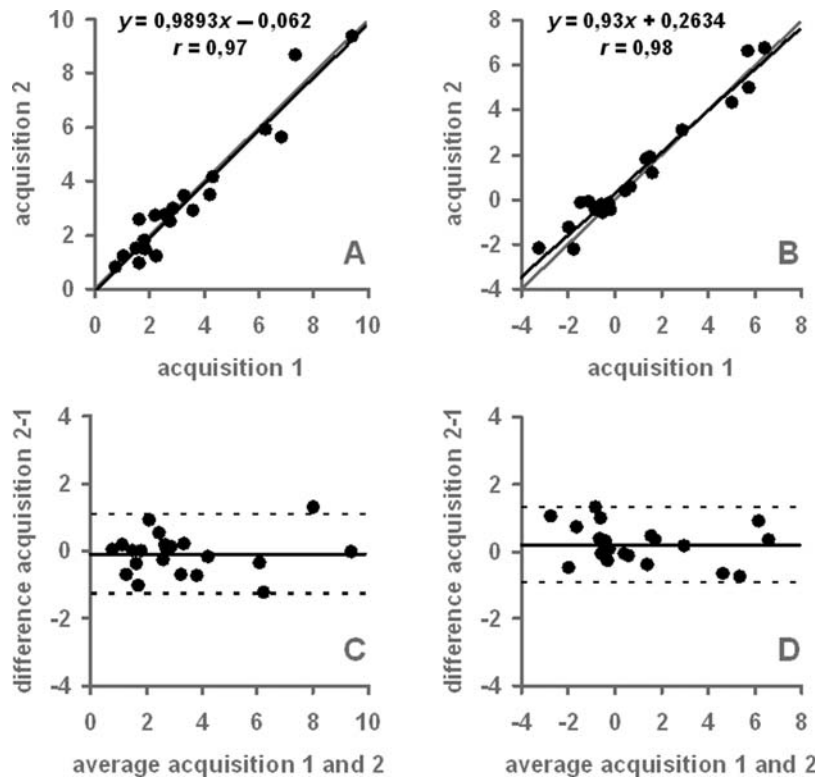 y = 0,9893x – 0,062
r = 0,97
10
8
6
4
2
0
acquisition 2
A
0 2 4 6 8 10
acquisition 1
y = 0,93x + 0,2634
r = 0,98
8
6
4
2
0
-2
-4
acquisition 2
B
-4 -2 0 2 4 6 8
acquisition 1
4
2
0
-2
-4
difference acquisition 2-1
C
0 2 4 6 8 10
average acquisition 1 and 2
4
2
0
-2
-4
difference acquisition 2-1
D
-4 -2 0 2 4 6 8
average acquisition 1 and 2